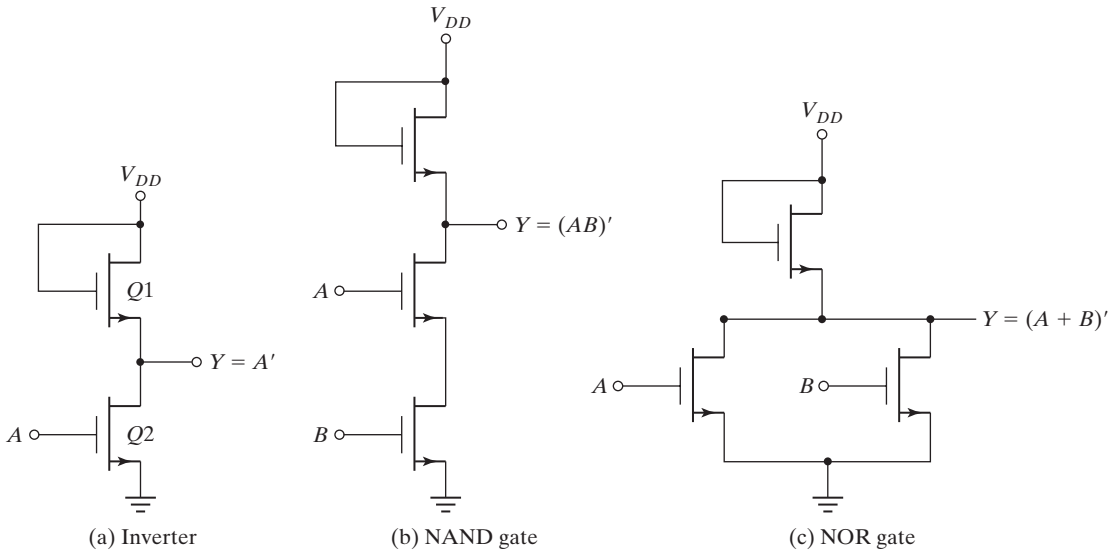 V_DD
Q1
Y = A'
A
Q2
(a) Inverter
V_DD
Y = (AB)'
A
B
(b) NAND gate
V_DD
Y = (A + B)'
A
B
(c) NOR gate